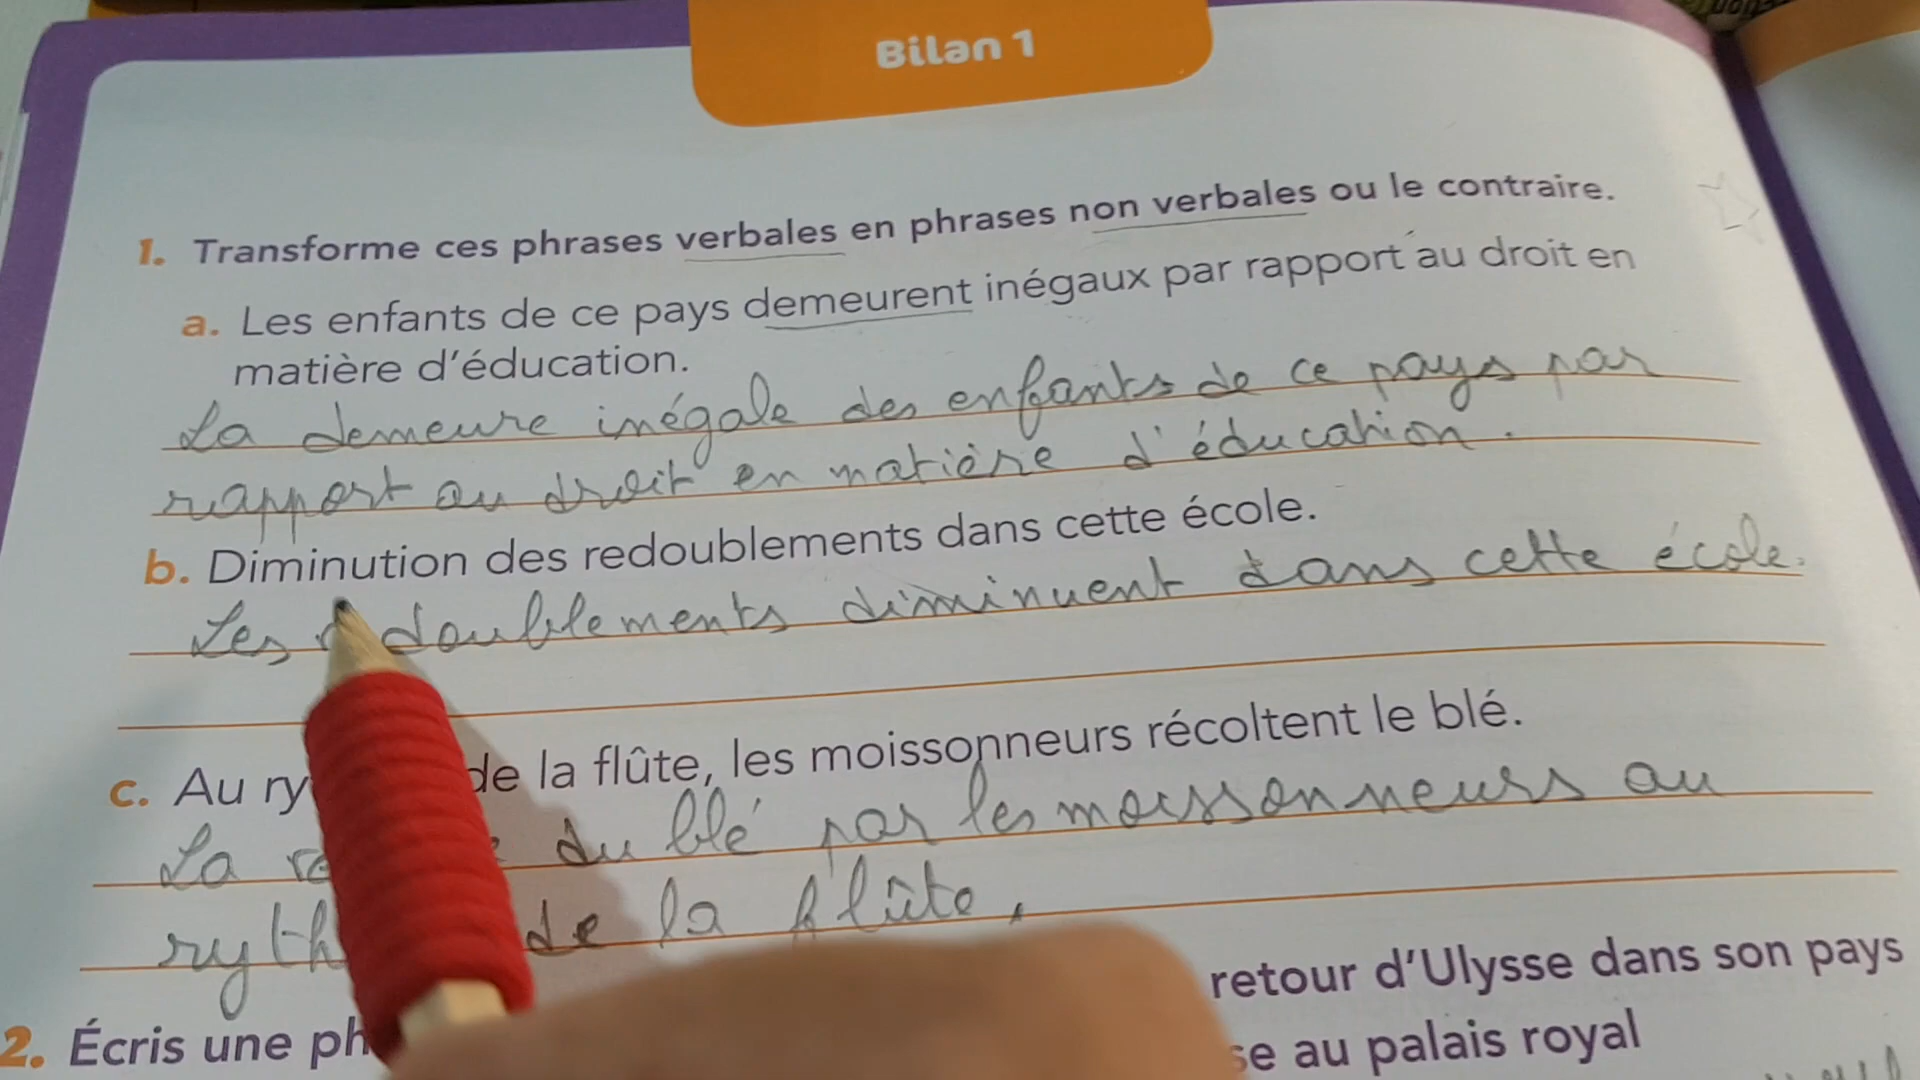 Bilan 1
1. Transforme ces phrases verbales en phrases non verbales ou le contraire.
a. Les enfants de ce pays demeurent inégaux par rapport au droit en
matière d'éducation.
La demeure inégale des enfants de ce pays par
rapport au droit en matière d'éducation.
b. Diminution des redoublements dans cette école.
Les doublements diminuent dans cette école.
c. Au ry de la flûte, les moissonneurs récoltent le blé.
La du blé par les moissonneurs au
ryth de la flûte.
retour d'Ulysse dans son pays
2. Écris une ph se au palais royal